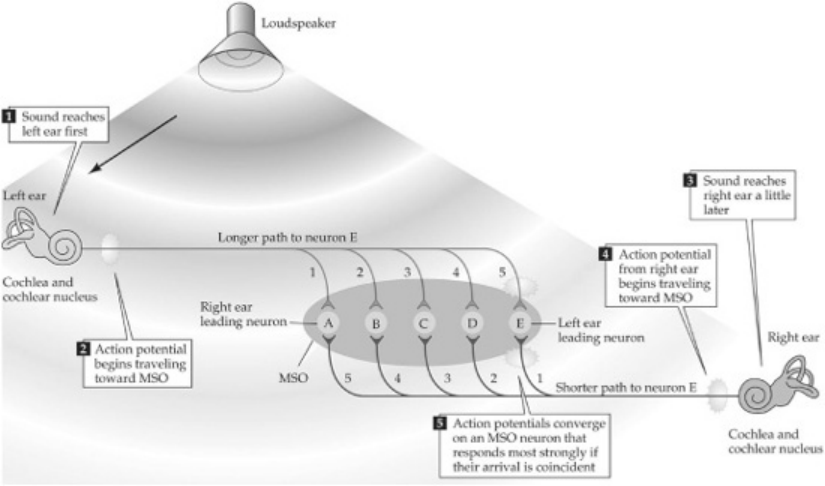 Loudspeaker
1 Sound reaches
left ear first
Left ear
Cochlea and
cochlear nucleus
2 Action potential
begins traveling
toward MSO
Longer path to neuron E
1 2 3 4 5
Right ear
leading neuron
A B C D E
Left ear
leading neuron
MSO
5 4 3 2 1
Shorter path to neuron E
3 Sound reaches
right ear a little
later
4 Action potential
from right ear
begins traveling
toward MSO
Right ear
Cochlea and
cochlear nucleus
5 Action potentials converge
on an MSO neuron that
responds most strongly if
their arrival is coincident